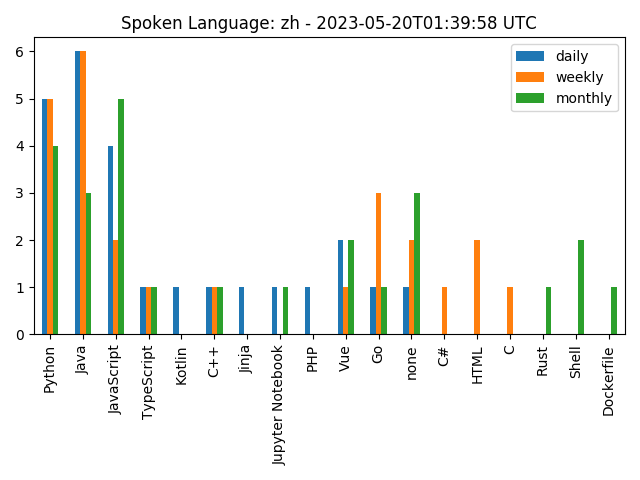 Spoken Language: zh - 2023-05-20T01:39:58 UTC
daily
weekly
monthly
6
5
4
3
2
1
0
Python
Java
JavaScript
TypeScript
Kotlin
C++
Jinja
Jupyter Notebook
PHP
Vue
Go
none
C#
HTML
C
Rust
Shell
Dockerfile